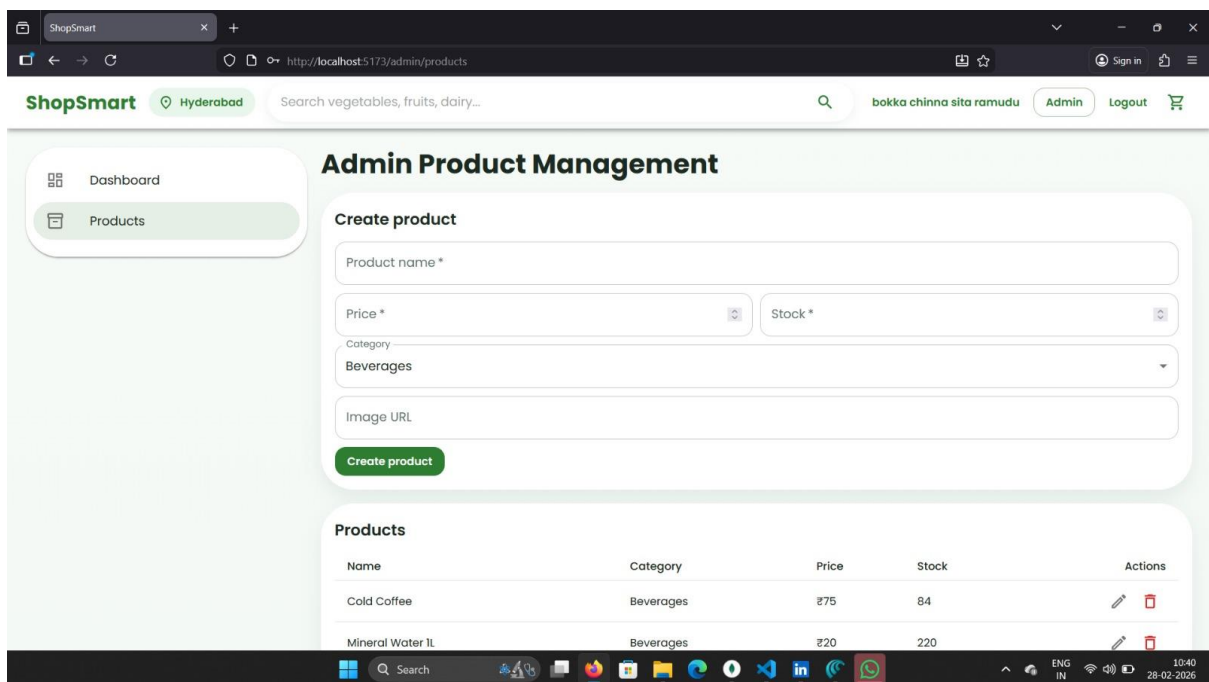 ShopSmart
http://localhost:5173/admin/products
Sign in
ShopSmart
Hyderabad
Search vegetables, fruits, dairy...
bokka chinna sita ramudu
Admin
Logout
Dashboard
Products
Admin Product Management
Create product
Product name *
Price *
Stock *
Category
Beverages
Image URL
Create product
Products
Name Category Price Stock Actions
Cold Coffee Beverages ₹75 84
Mineral Water 1L Beverages ₹20 220
Search
in
ENG
IN
10:40
28-02-2026